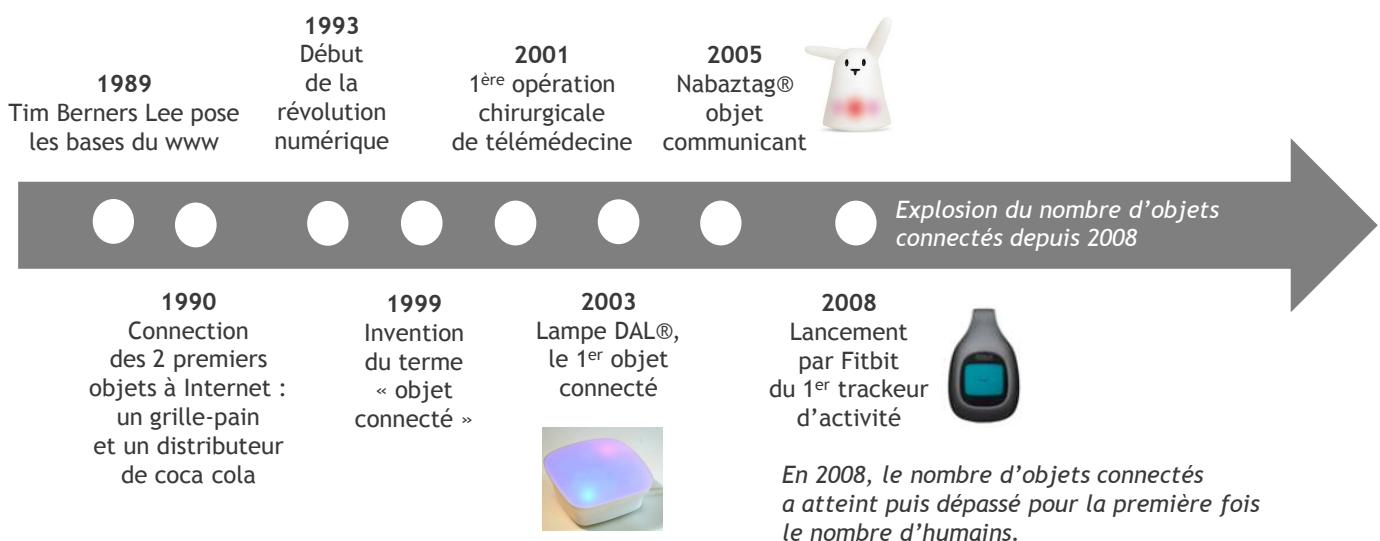 1989
Tim Berners Lee pose
les bases du www
1993
Début
de la
révolution
numérique
2001
1ère opération
chirurgicale
de télémédecine
2005
Nabaztag®
objet
communicant
Explosion du nombre d’objets
connectés depuis 2008
1990
Connection
des 2 premiers
objets à Internet :
un grille-pain
et un distributeur
de coca cola
1999
Invention
du terme
« objet
connecté »
2003
Lampe DAL®,
le 1er objet
connecté
2008
Lancement
par Fitbit
du 1er trackeur
d’activité
En 2008, le nombre d’objets connectés
a atteint puis dépassé pour la première fois
le nombre d’humains.